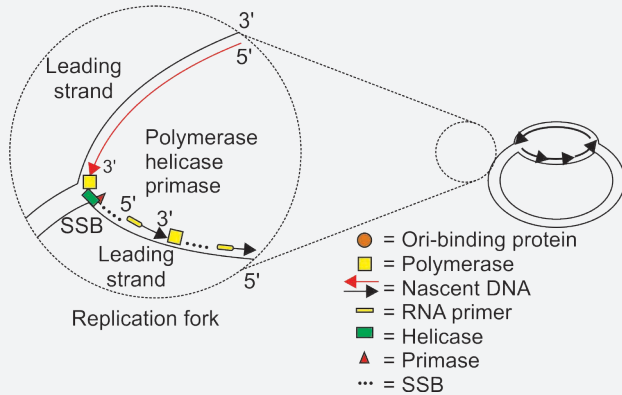 3'
5'
Leading
strand
Polymerase
helicase
primase
3'
5'
3'
SSB
Leading
strand
5'
Replication fork
= Ori-binding protein
= Polymerase
= Nascent DNA
= RNA primer
= Helicase
= Primase
= SSB